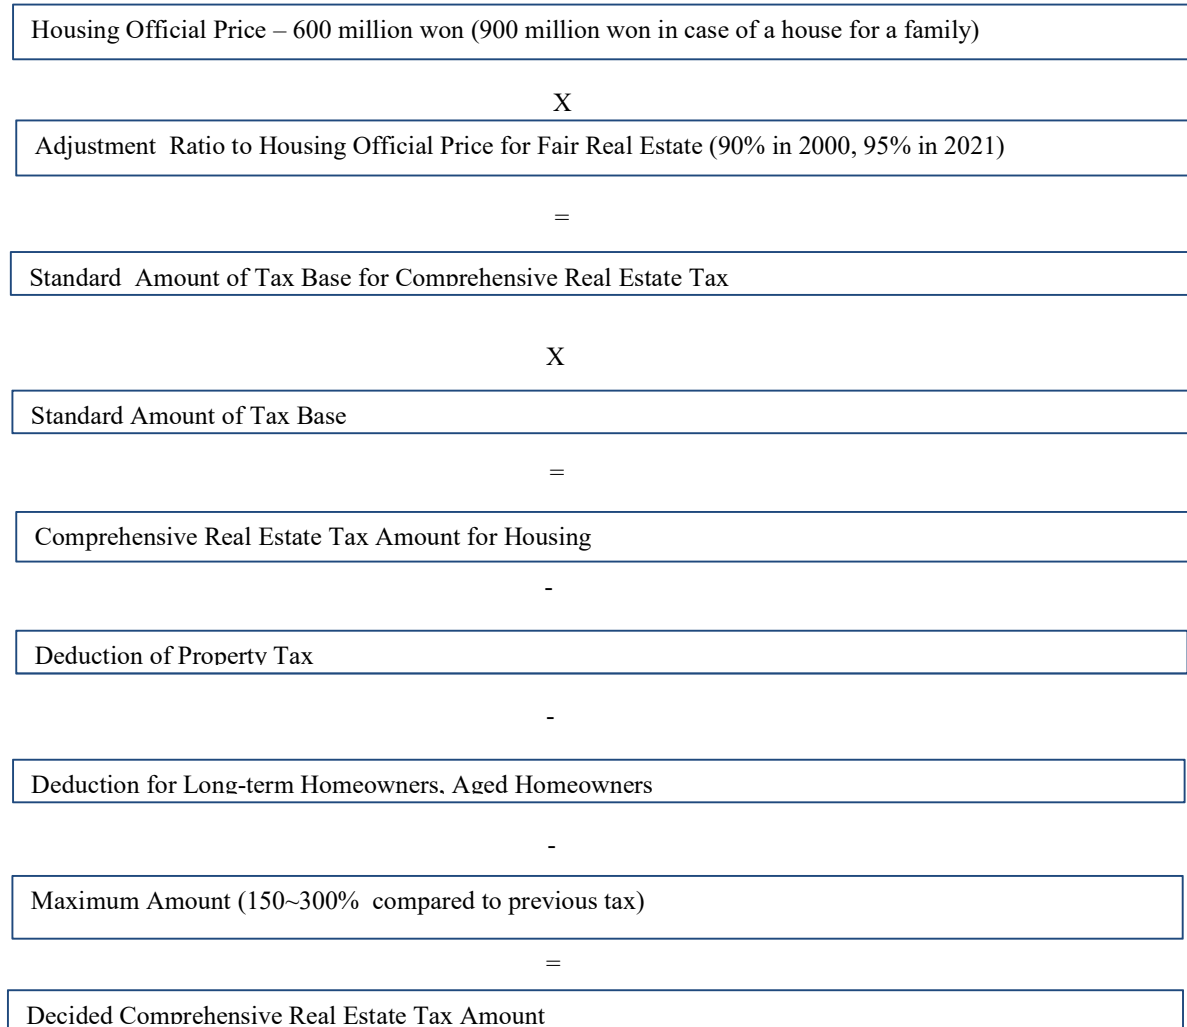 Housing Official Price – 600 million won (900 million won in case of a house for a family)
X
Adjustment  Ratio to Housing Official Price for Fair Real Estate (90% in 2000, 95% in 2021)
=
Standard  Amount of Tax Base for Comprehensive Real Estate Tax
X
Standard Amount of Tax Base
=
Comprehensive Real Estate Tax Amount for Housing
-
Deduction of Property Tax
-
Deduction for Long-term Homeowners, Aged Homeowners
-
Maximum Amount (150~300%  compared to previous tax)
=
Decided Comprehensive Real Estate Tax Amount